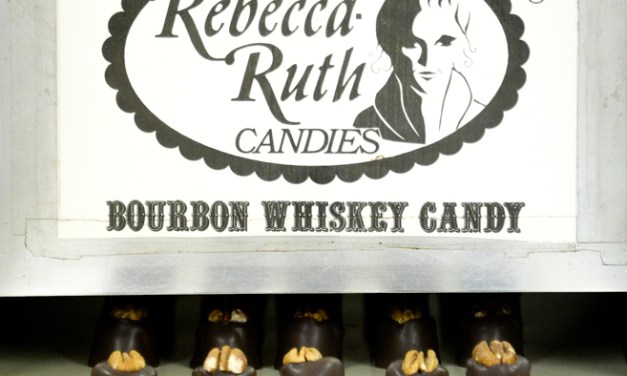 Rebecca-
Ruth
CANDIES
BOURBON WHISKEY CANDY